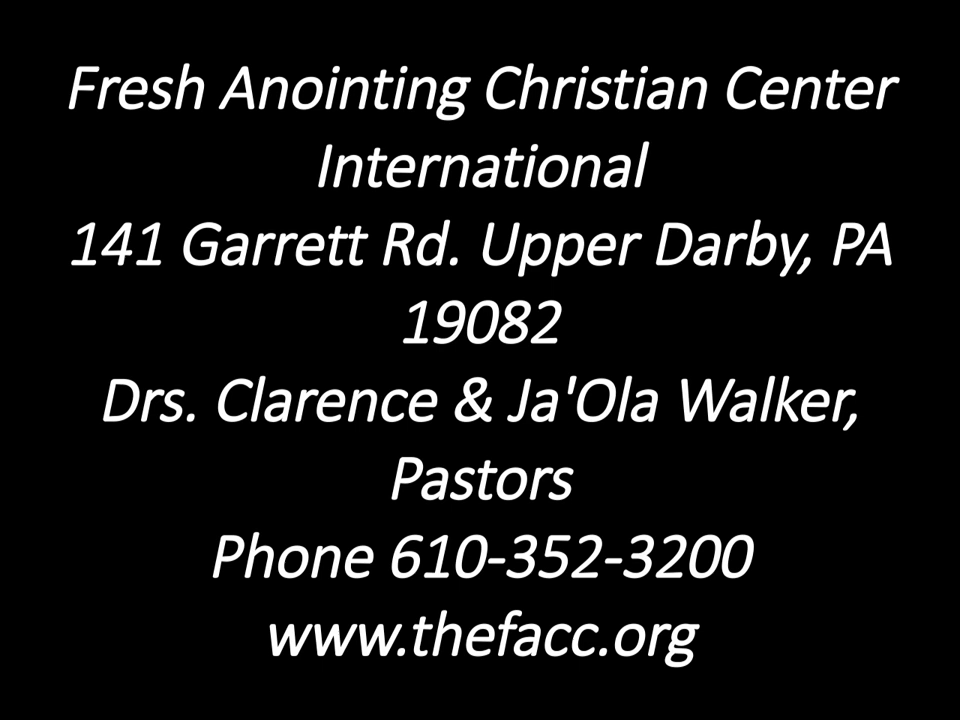 Fresh Anointing Christian Center
International
141 Garrett Rd. Upper Darby, PA
19082
Drs. Clarence & Ja'Ola Walker,
Pastors
Phone 610-352-3200
www.thefacc.org